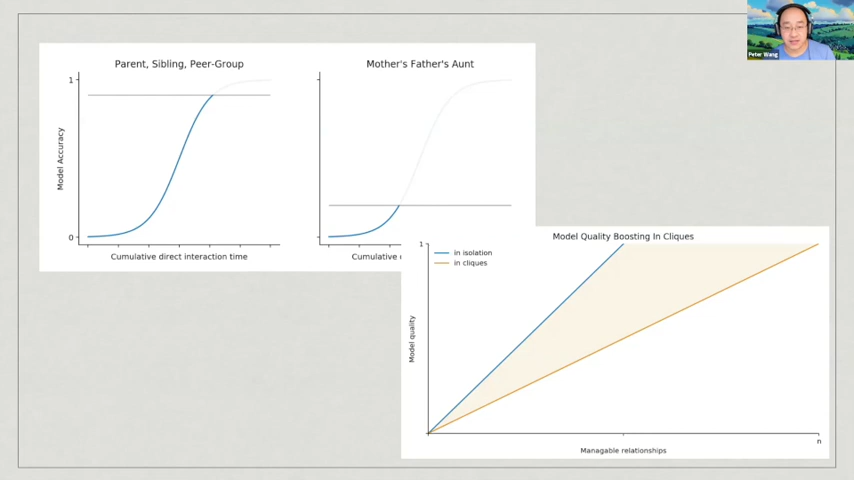 Peter Wang
Parent, Sibling, Peer-Group
Mother's Father's Aunt
1
Model Accuracy
0
Cumulative direct interaction time
Cumulative
Model Quality Boosting In Cliques
1
in isolation
in cliques
Model quality
n
Managable relationships